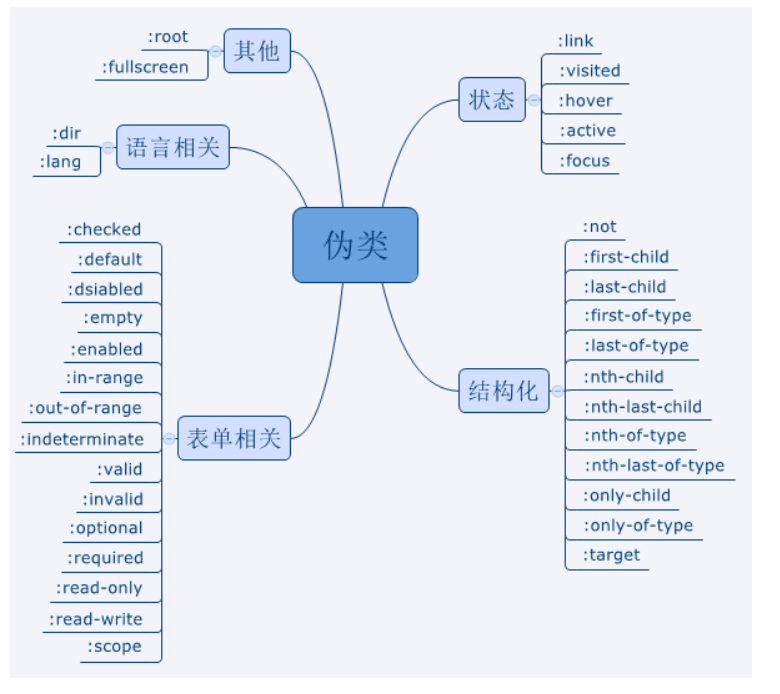 伪类
其他
:root
:fullscreen
语言相关
:dir
:lang
表单相关
:checked
:default
:dsiabled
:empty
:enabled
:in-range
:out-of-range
:indeterminate
:valid
:invalid
:optional
:required
:read-only
:read-write
:scope
状态
:link
:visited
:hover
:active
:focus
结构化
:not
:first-child
:last-child
:first-of-type
:last-of-type
:nth-child
:nth-last-child
:nth-of-type
:nth-last-of-type
:only-child
:only-of-type
:target